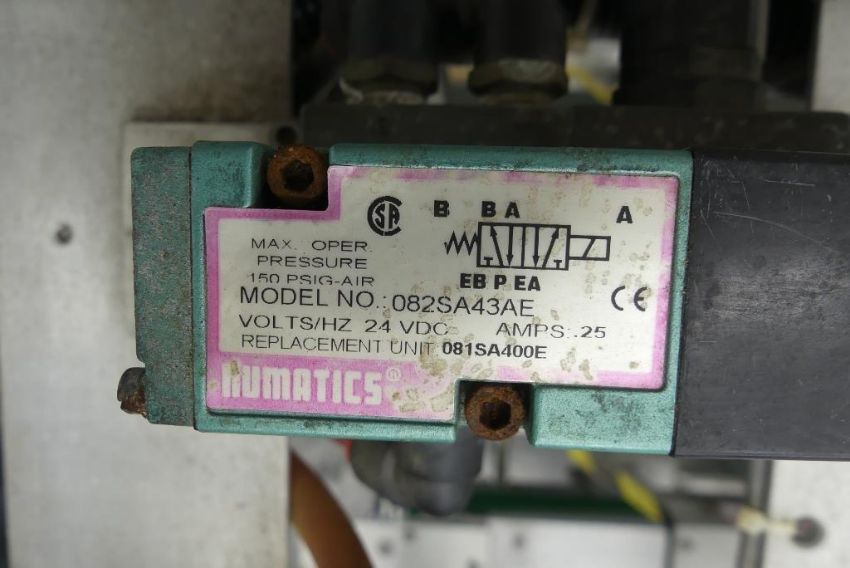 CSA
B BA A
MAX. OPER.
PRESSURE
150 PSIG-AIR
EB P EA
MODEL NO.: 082SA43AE
CE
VOLTS/HZ 24 VDC AMPS: .25
REPLACEMENT UNIT 081SA400E
NUMATICS®